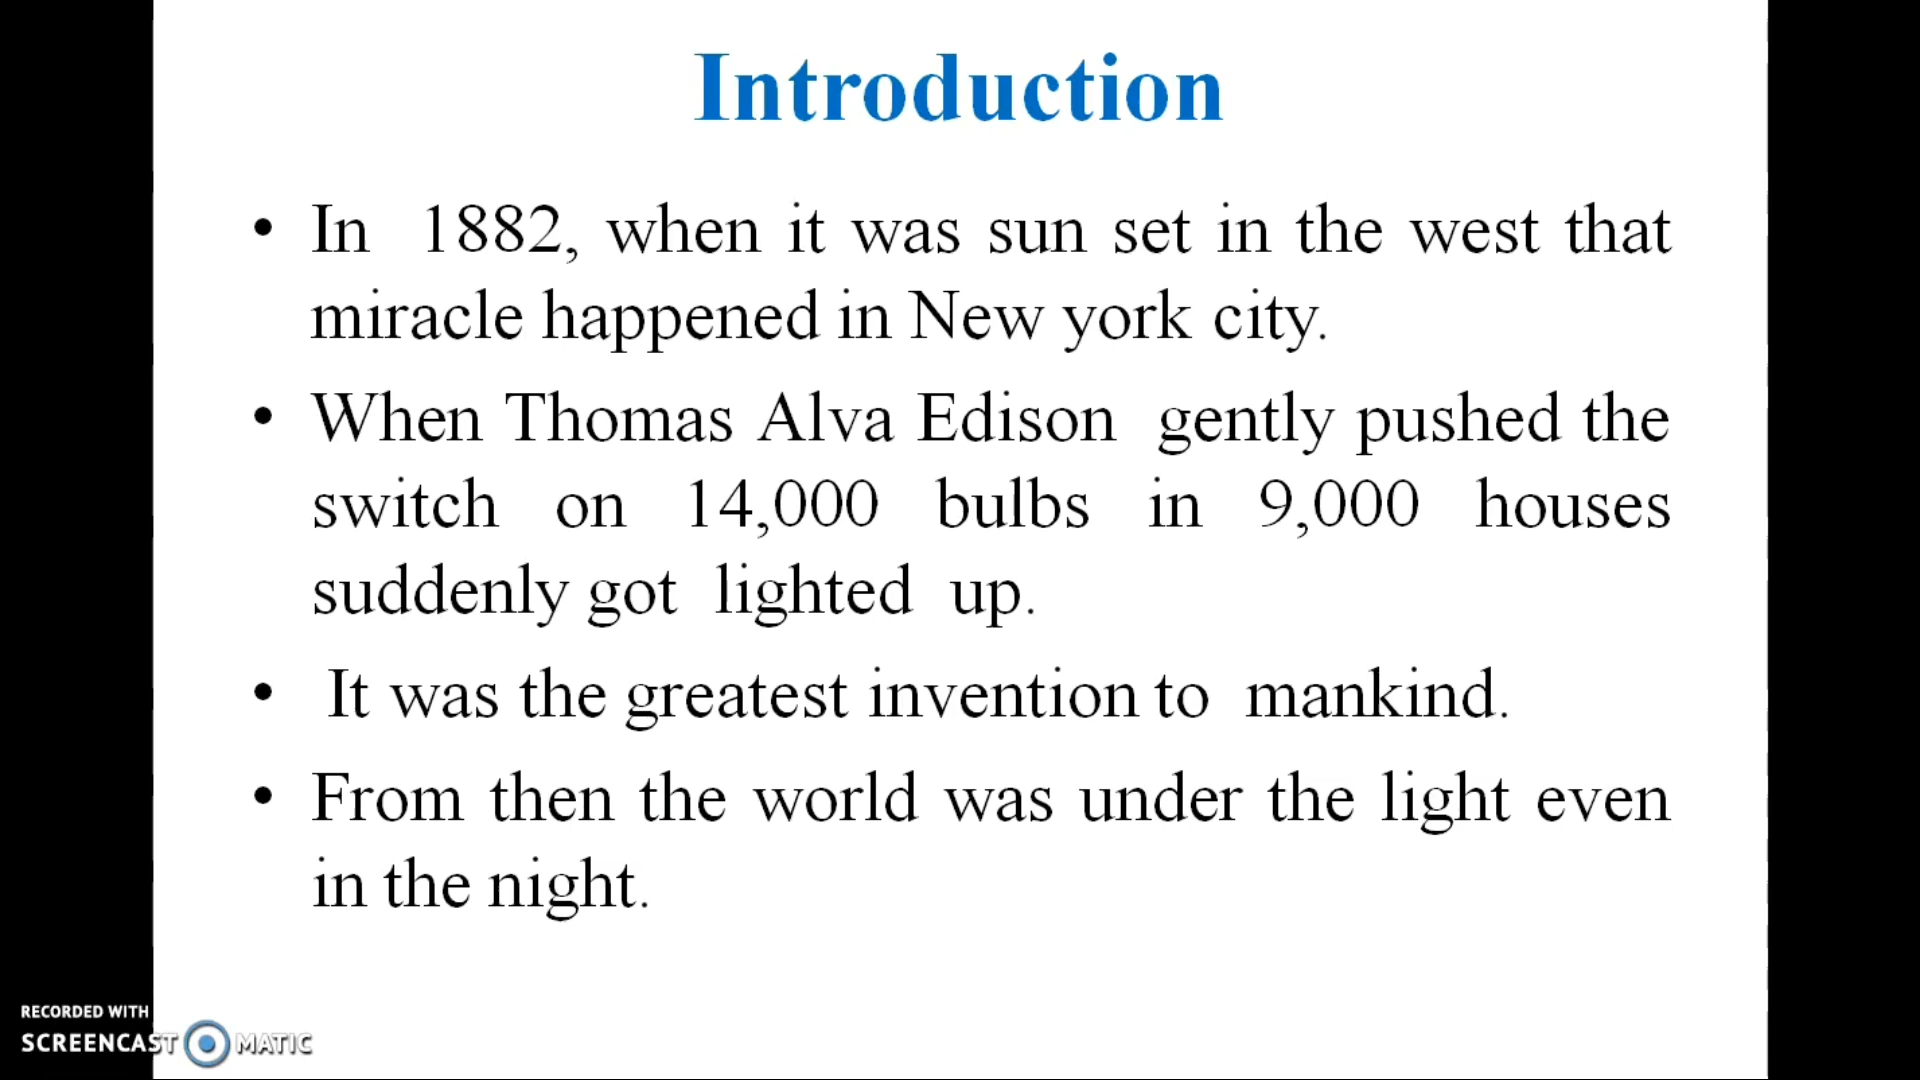 Introduction
• In 1882, when it was sun set in the west that
miracle happened in New york city.
• When Thomas Alva Edison gently pushed the
switch on 14,000 bulbs in 9,000 houses
suddenly got lighted up.
• It was the greatest invention to mankind.
• From then the world was under the light even
in the night.
RECORDED WITH
SCREENCAST MATIC